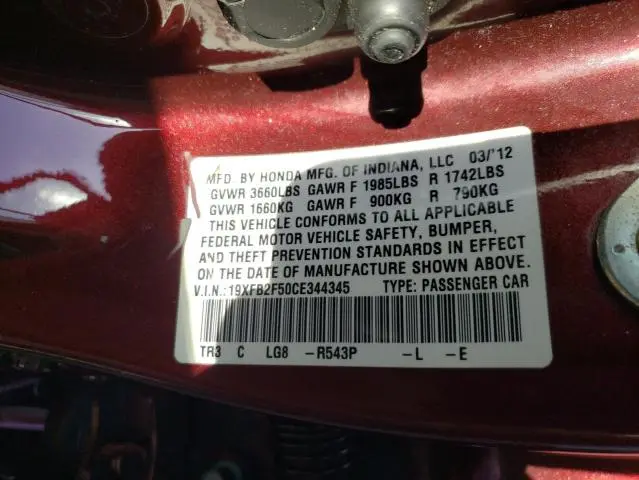 MFD. BY HONDA MFG. OF INDIANA, LLC 03/'12
GVWR 3660LBS GAWR F 1985LBS R 1742LBS
GVWR 1660KG GAWR F 900KG R 790KG
THIS VEHICLE CONFORMS TO ALL APPLICABLE
FEDERAL MOTOR VEHICLE SAFETY, BUMPER,
AND THEFT PREVENTION STANDARDS IN EFFECT
ON THE DATE OF MANUFACTURE SHOWN ABOVE.
V.I.N.:19XFB2F50CE344345 TYPE: PASSENGER CAR
TR3 C LG8 -R543P -L -E